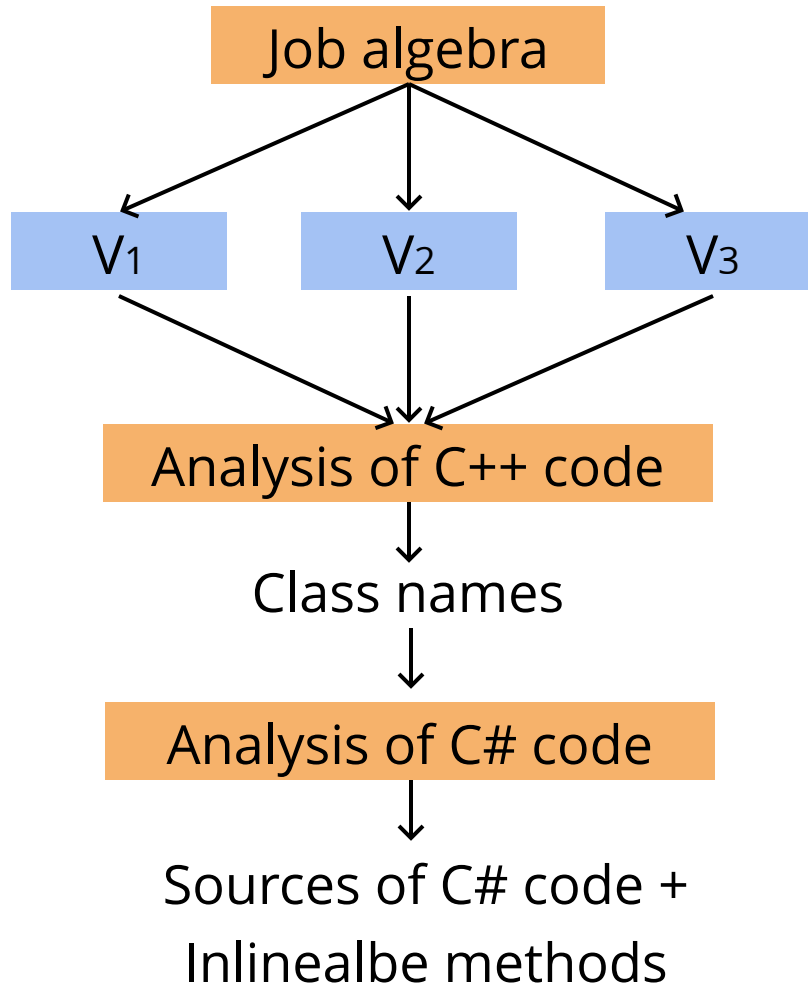 Job algebra
V1 V2 V3
Analysis of C++ code
Class names
Analysis of C# code
Sources of C# code +
Inlinealbe methods